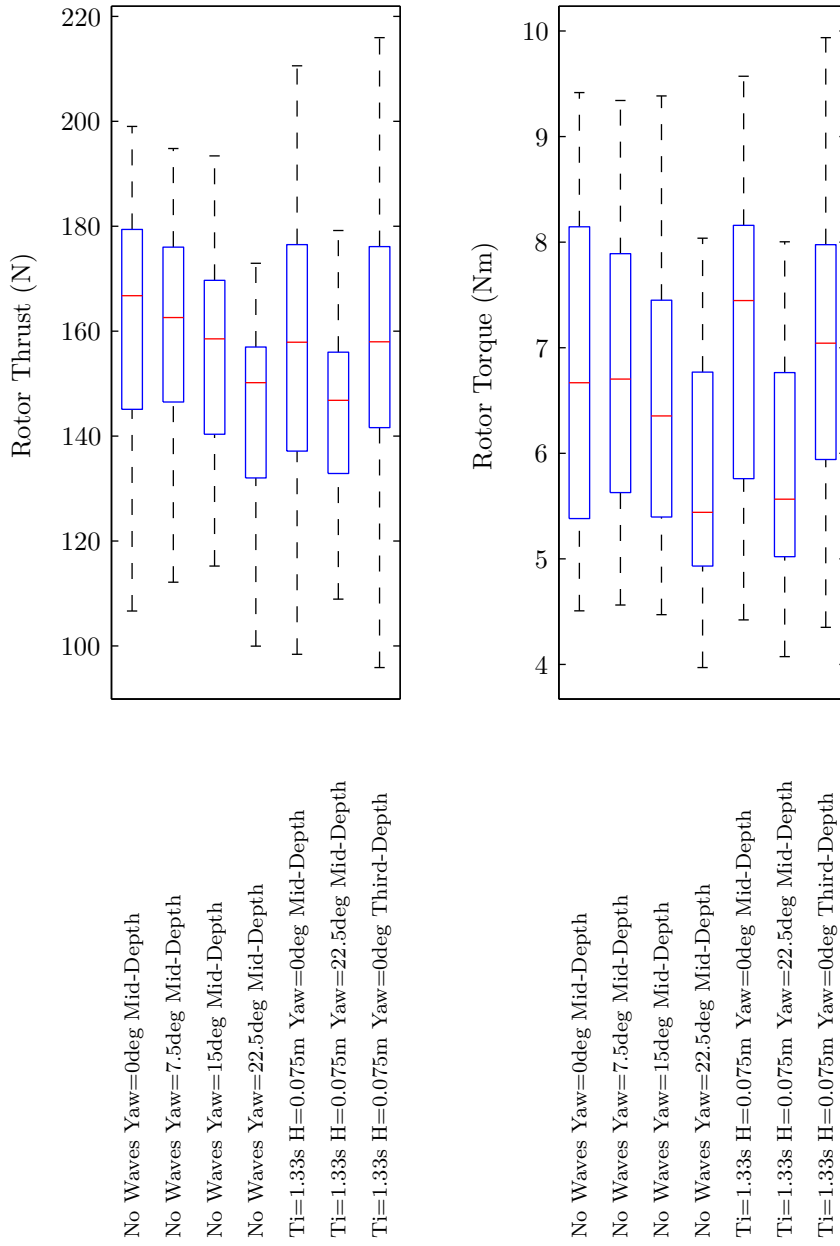 220
200
180
160
140
120
100
Rotor Thrust (N)
No Waves Yaw=0deg Mid-Depth
No Waves Yaw=7.5deg Mid-Depth
No Waves Yaw=15deg Mid-Depth
No Waves Yaw=22.5deg Mid-Depth
Ti=1.33s H=0.075m Yaw=0deg Mid-Depth
Ti=1.33s H=0.075m Yaw=22.5deg Mid-Depth
Ti=1.33s H=0.075m Yaw=0deg Third-Depth
10
9
8
7
6
5
4
Rotor Torque (Nm)
No Waves Yaw=0deg Mid-Depth
No Waves Yaw=7.5deg Mid-Depth
No Waves Yaw=15deg Mid-Depth
No Waves Yaw=22.5deg Mid-Depth
Ti=1.33s H=0.075m Yaw=0deg Mid-Depth
Ti=1.33s H=0.075m Yaw=22.5deg Mid-Depth
Ti=1.33s H=0.075m Yaw=0deg Third-Depth